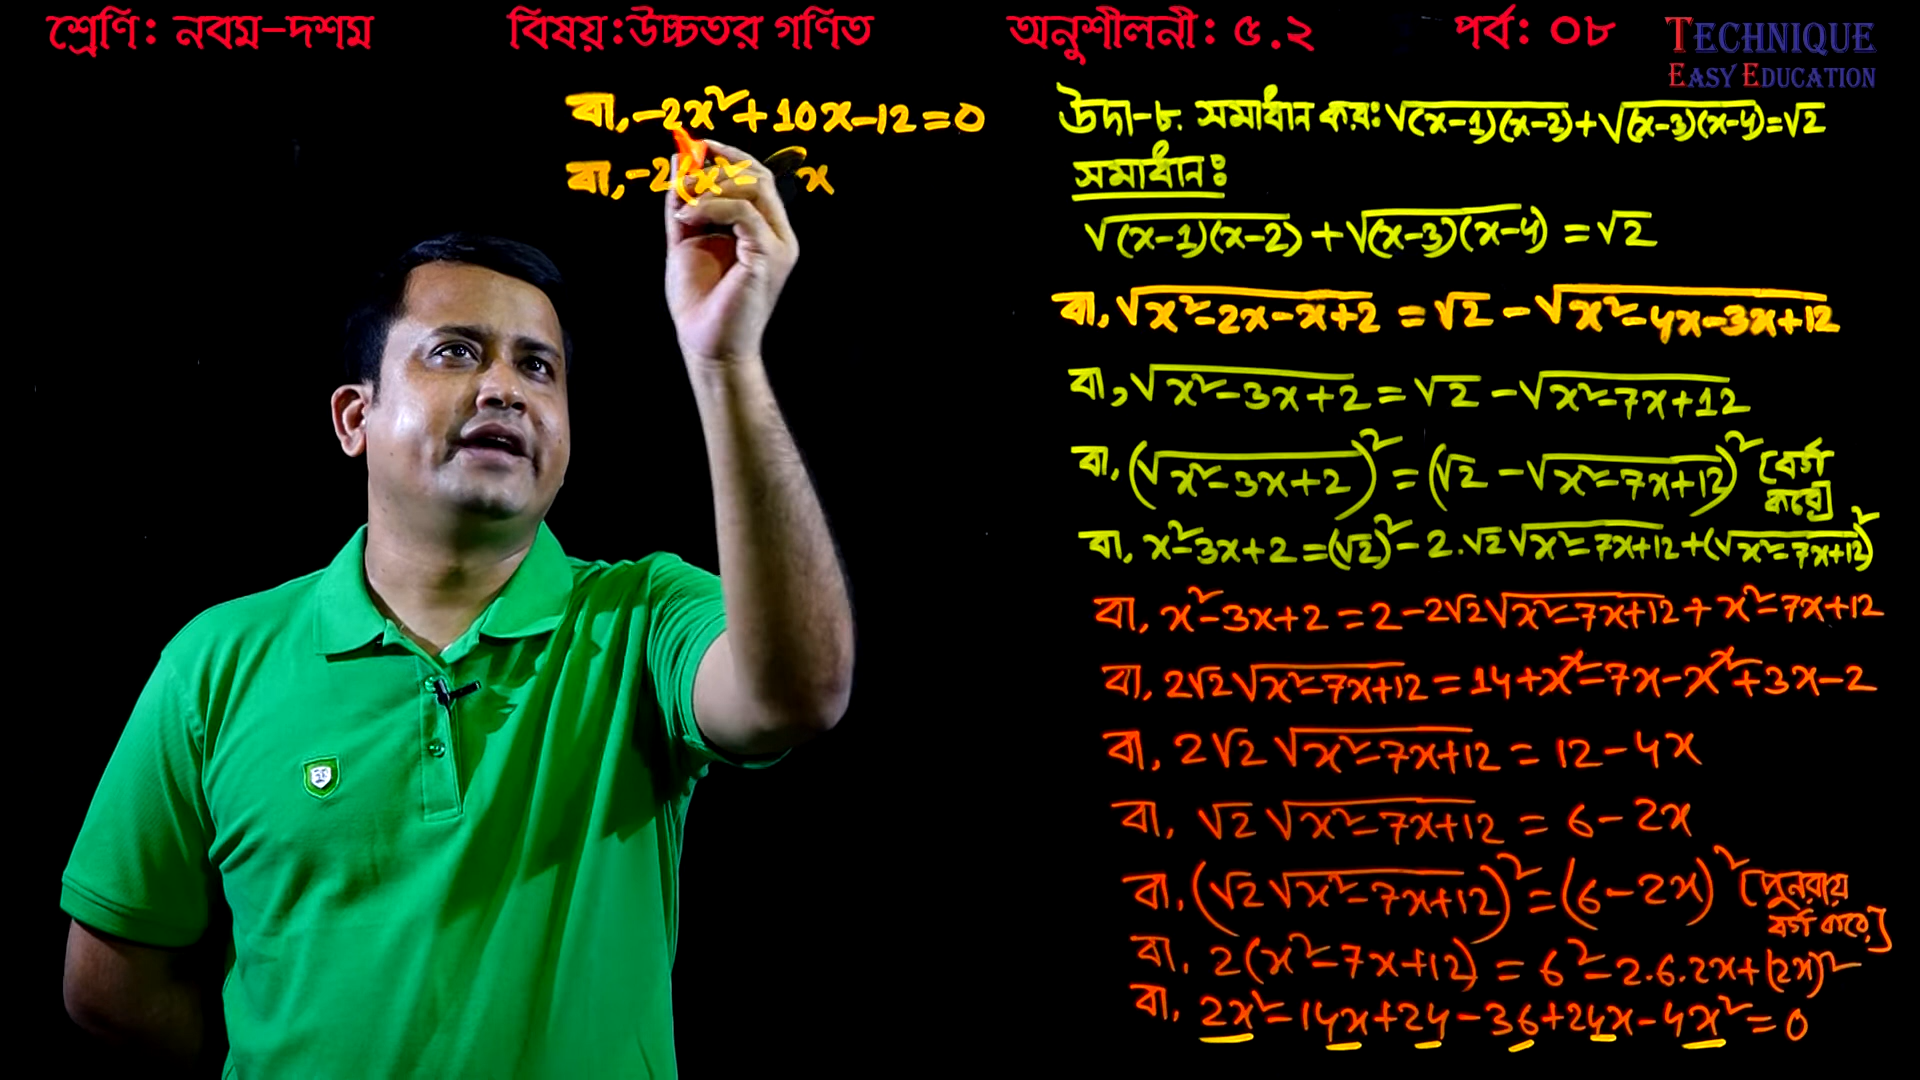 শ্রেণি: নবম-দশম বিষয়:উচ্চতর গণিত অনুশীলনী: ৫.২ পর্ব: ০৮
TECHNIQUE
EASY EDUCATION
বা, -2x²+10x-12=0
বা, -2(x²- x
উদা-৮. সমাধান কর: √(x-1)(x-2)+√(x-3)(x-4)=√2
সমাধান:
√(x-1)(x-2)+√(x-3)(x-4)=√2
বা, √x²-2x-x+2 = √2 - √x²-4x-3x+12
বা, √x²-3x+2 = √2 - √x²-7x+12
বা, (√x²-3x+2)² = (√2 - √x²-7x+12)² [বর্গ করে]
বা, x²-3x+2=(√2)²-2.√2√x²-7x+12+(√x²-7x+12)²
বা, x²-3x+2=2-2√2√x²-7x+12+x²-7x+12
বা, 2√2√x²-7x+12=14+x²-7x-x²+3x-2
বা, 2√2√x²-7x+12 = 12-4x
বা, √2√x²-7x+12 = 6-2x
বা, (√2√x²-7x+12)²=(6-2x)² [পুনরায় বর্গ করে]
বা, 2(x²-7x+12) = 6²-2.6.2x+(2x)²
বা, 2x²-14x+24-36+24x-4x²=0